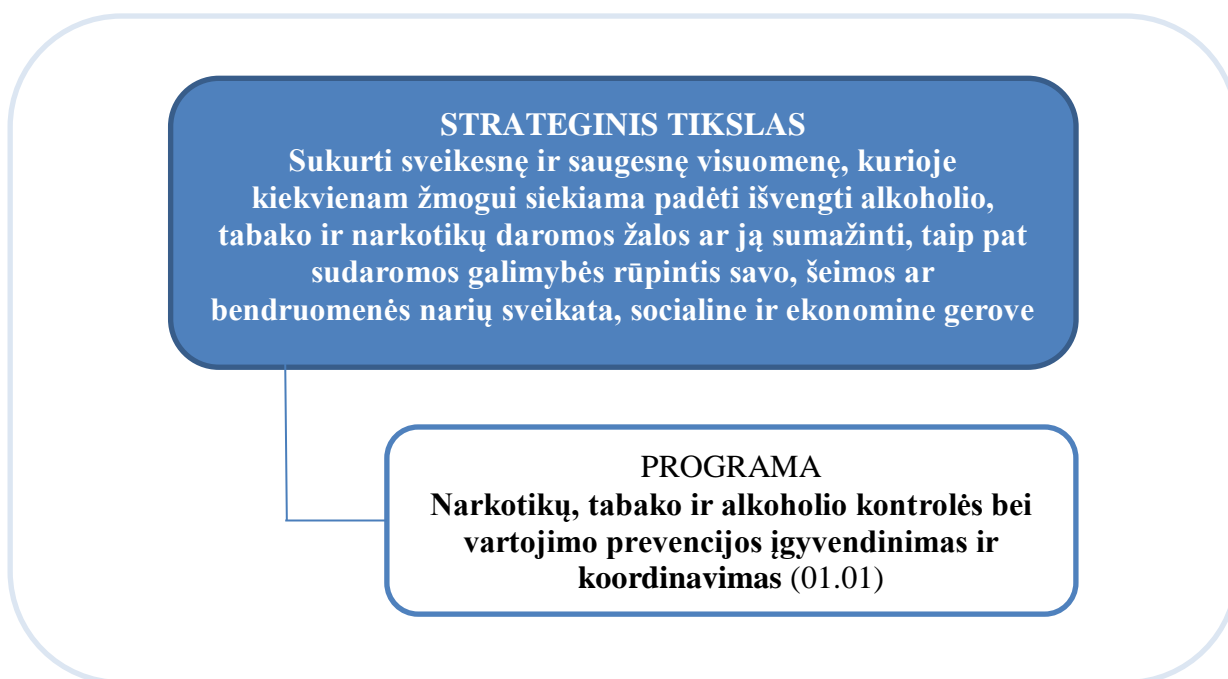 STRATEGINIS TIKSLAS
Sukurti sveikesnę ir saugesnę visuomenę, kurioje
kiekvienam žmogui siekiama padėti išvengti alkoholio,
tabako ir narkotikų daromos žalos ar ją sumažinti, taip pat
sudaromos galimybės rūpintis savo, šeimos ar
bendruomenės narių sveikata, socialine ir ekonomine gerove
PROGRAMA
Narkotikų, tabako ir alkoholio kontrolės bei
vartojimo prevencijos įgyvendinimas ir
koordinavimas (01.01)